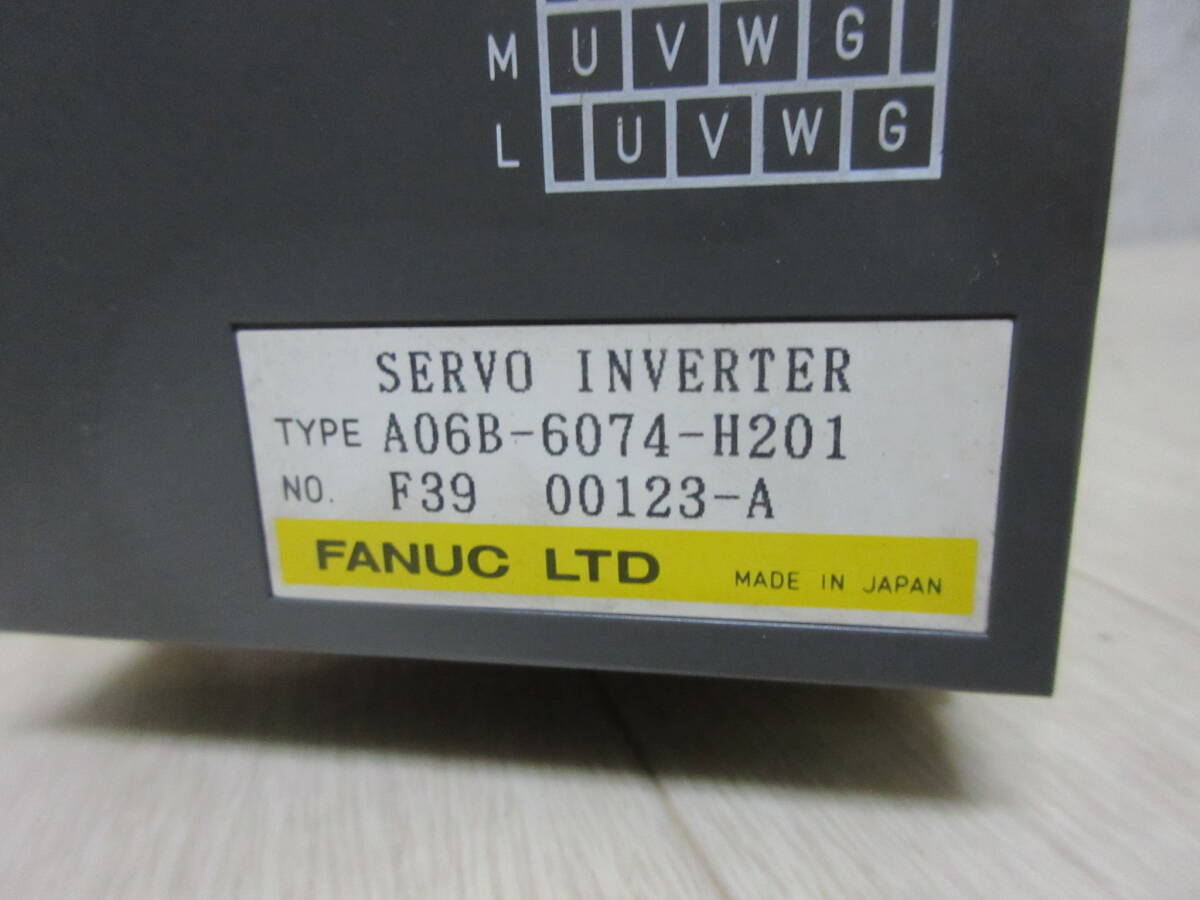 M U V W G
L U V W G
SERVO INVERTER
TYPE A06B-6074-H201
NO. F39 00123-A
FANUC LTD MADE IN JAPAN